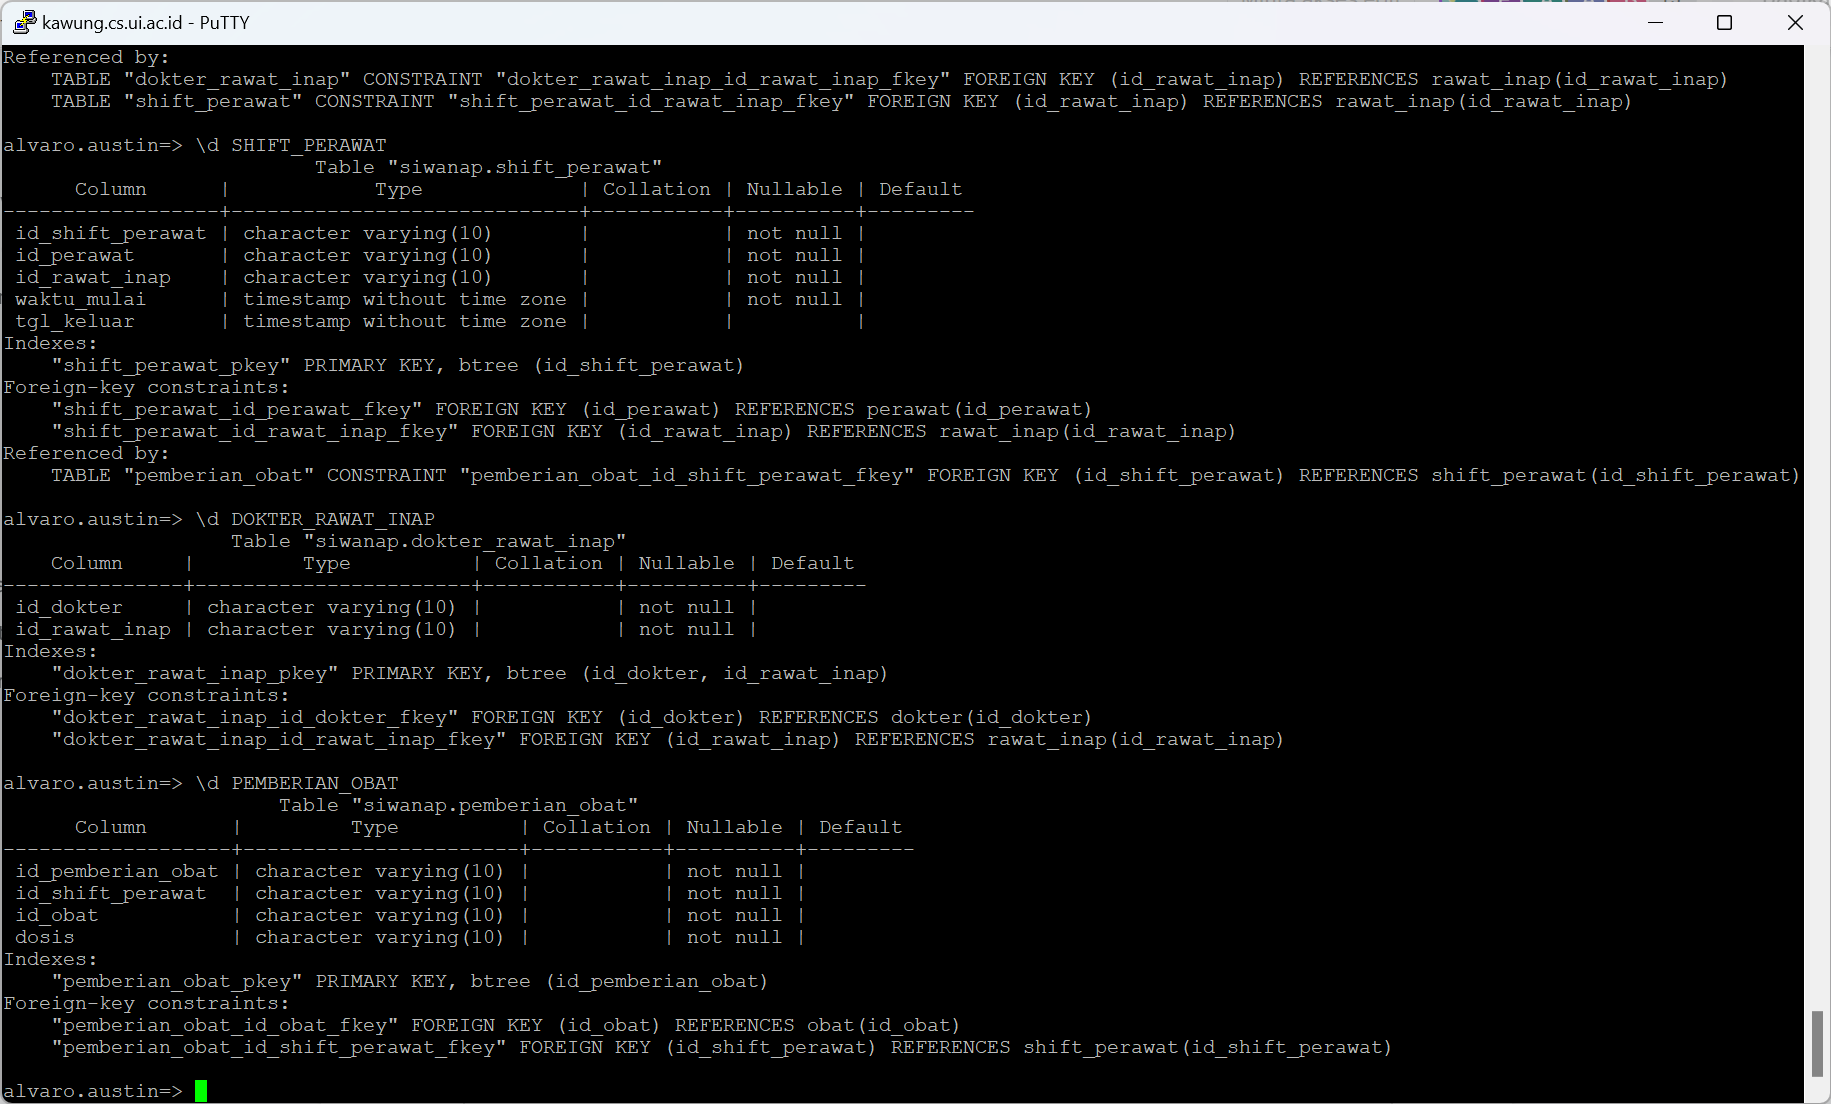 kawung.cs.ui.ac.id - PuTTY
Referenced by:
    TABLE "dokter_rawat_inap" CONSTRAINT "dokter_rawat_inap_id_rawat_inap_fkey" FOREIGN KEY (id_rawat_inap) REFERENCES rawat_inap(id_rawat_inap)
    TABLE "shift_perawat" CONSTRAINT "shift_perawat_id_rawat_inap_fkey" FOREIGN KEY (id_rawat_inap) REFERENCES rawat_inap(id_rawat_inap)

alvaro.austin=> \d SHIFT_PERAWAT
                          Table "siwanap.shift_perawat"
      Column      |            Type             | Collation | Nullable | Default
------------------+-----------------------------+-----------+----------+---------
 id_shift_perawat | character varying(10)       |           | not null |
 id_perawat       | character varying(10)       |           | not null |
 id_rawat_inap    | character varying(10)       |           | not null |
 waktu_mulai      | timestamp without time zone |           | not null |
 tgl_keluar       | timestamp without time zone |           |          |
Indexes:
    "shift_perawat_pkey" PRIMARY KEY, btree (id_shift_perawat)
Foreign-key constraints:
    "shift_perawat_id_perawat_fkey" FOREIGN KEY (id_perawat) REFERENCES perawat(id_perawat)
    "shift_perawat_id_rawat_inap_fkey" FOREIGN KEY (id_rawat_inap) REFERENCES rawat_inap(id_rawat_inap)
Referenced by:
    TABLE "pemberian_obat" CONSTRAINT "pemberian_obat_id_shift_perawat_fkey" FOREIGN KEY (id_shift_perawat) REFERENCES shift_perawat(id_shift_perawat)

alvaro.austin=> \d DOKTER_RAWAT_INAP
                   Table "siwanap.dokter_rawat_inap"
    Column     |         Type          | Collation | Nullable | Default
---------------+-----------------------+-----------+----------+---------
 id_dokter     | character varying(10) |           | not null |
 id_rawat_inap | character varying(10) |           | not null |
Indexes:
    "dokter_rawat_inap_pkey" PRIMARY KEY, btree (id_dokter, id_rawat_inap)
Foreign-key constraints:
    "dokter_rawat_inap_id_dokter_fkey" FOREIGN KEY (id_dokter) REFERENCES dokter(id_dokter)
    "dokter_rawat_inap_id_rawat_inap_fkey" FOREIGN KEY (id_rawat_inap) REFERENCES rawat_inap(id_rawat_inap)

alvaro.austin=> \d PEMBERIAN_OBAT
                       Table "siwanap.pemberian_obat"
      Column       |         Type          | Collation | Nullable | Default
-------------------+-----------------------+-----------+----------+---------
 id_pemberian_obat | character varying(10) |           | not null |
 id_shift_perawat  | character varying(10) |           | not null |
 id_obat           | character varying(10) |           | not null |
 dosis             | character varying(10) |           | not null |
Indexes:
    "pemberian_obat_pkey" PRIMARY KEY, btree (id_pemberian_obat)
Foreign-key constraints:
    "pemberian_obat_id_obat_fkey" FOREIGN KEY (id_obat) REFERENCES obat(id_obat)
    "pemberian_obat_id_shift_perawat_fkey" FOREIGN KEY (id_shift_perawat) REFERENCES shift_perawat(id_shift_perawat)

alvaro.austin=>